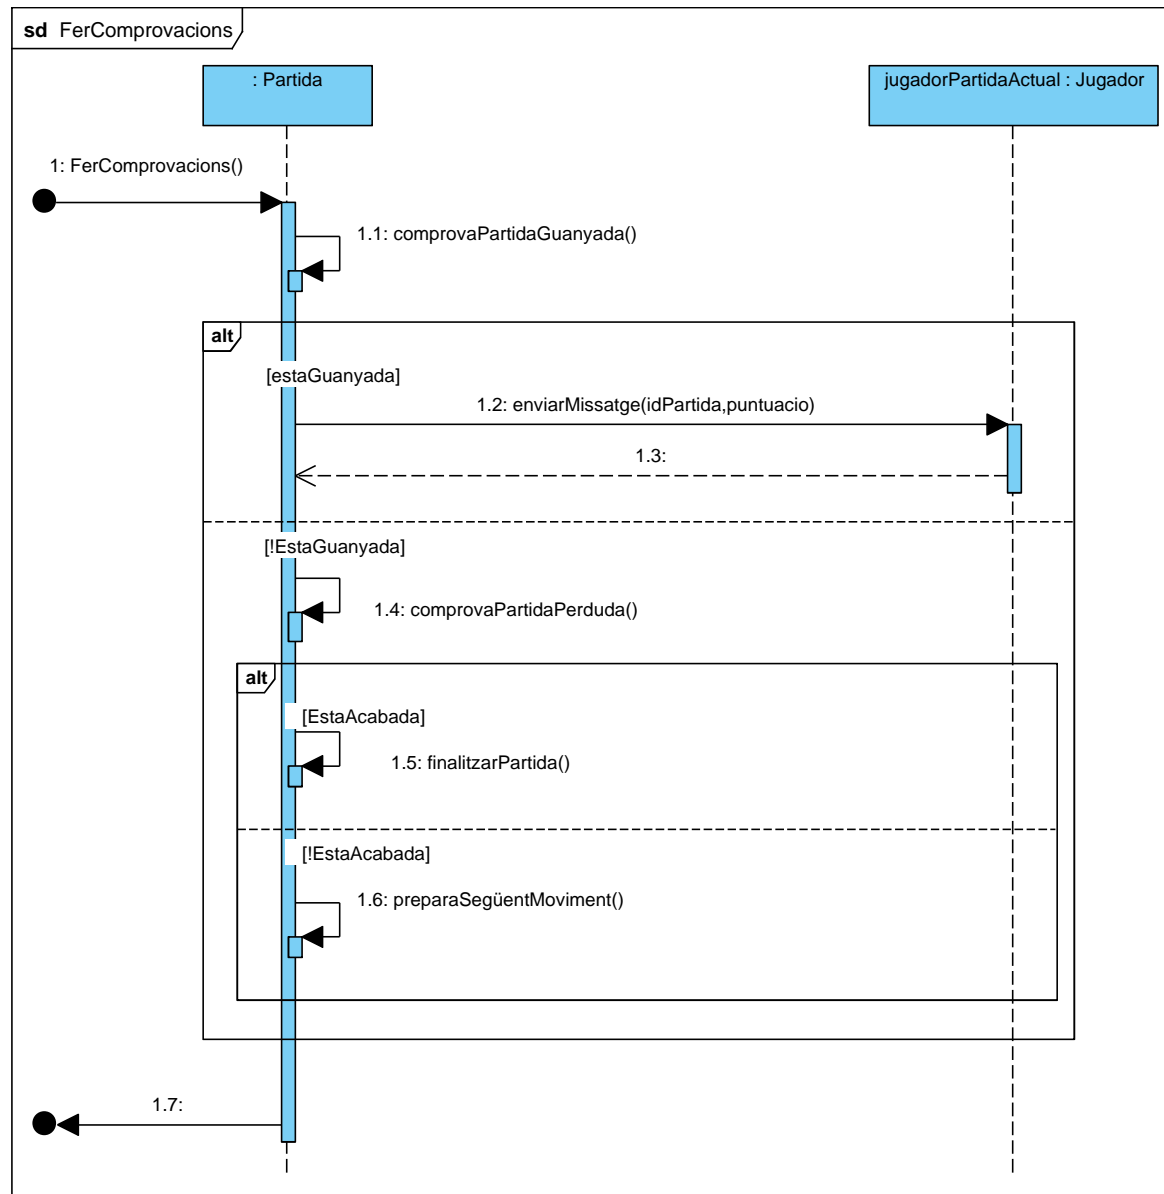 sd FerComprovacions
: Partida
jugadorPartidaActual : Jugador
1: FerComprovacions()
1.1: comprovaPartidaGuanyada()
alt
[estaGuanyada]
1.2: enviarMissatge(idPartida,puntuacio)
1.3:
[!EstaGuanyada]
1.4: comprovaPartidaPerduda()
alt
[EstaAcabada]
1.5: finalitzarPartida()
[!EstaAcabada]
1.6: preparaSegüentMoviment()
1.7: